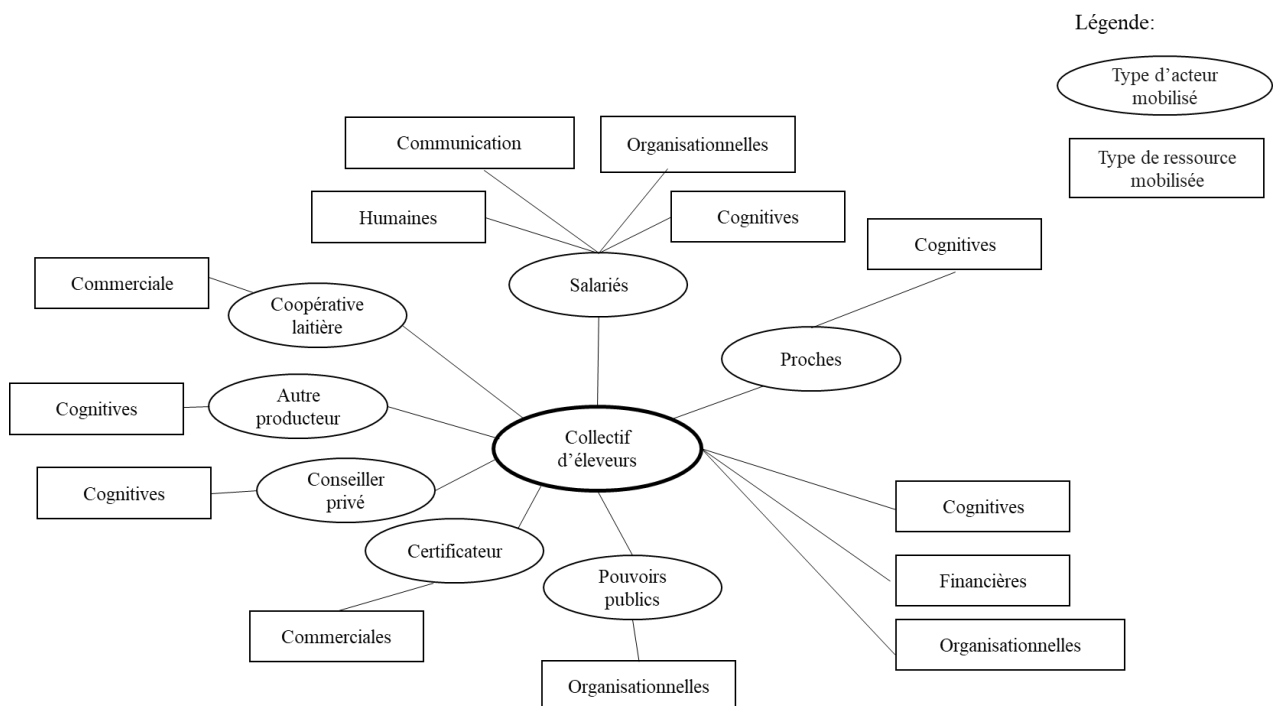 Légende:
Type d’acteur
mobilisé
Type de ressource
mobilisée
Communication
Organisationnelles
Humaines
Cognitives
Cognitives
Commerciale
Salariés
Coopérative
laitière
Proches
Cognitives
Autre
producteur
Collectif
d’éleveurs
Cognitives
Conseiller
privé
Cognitives
Certificateur
Pouvoirs
publics
Financières
Commerciales
Organisationnelles
Organisationnelles